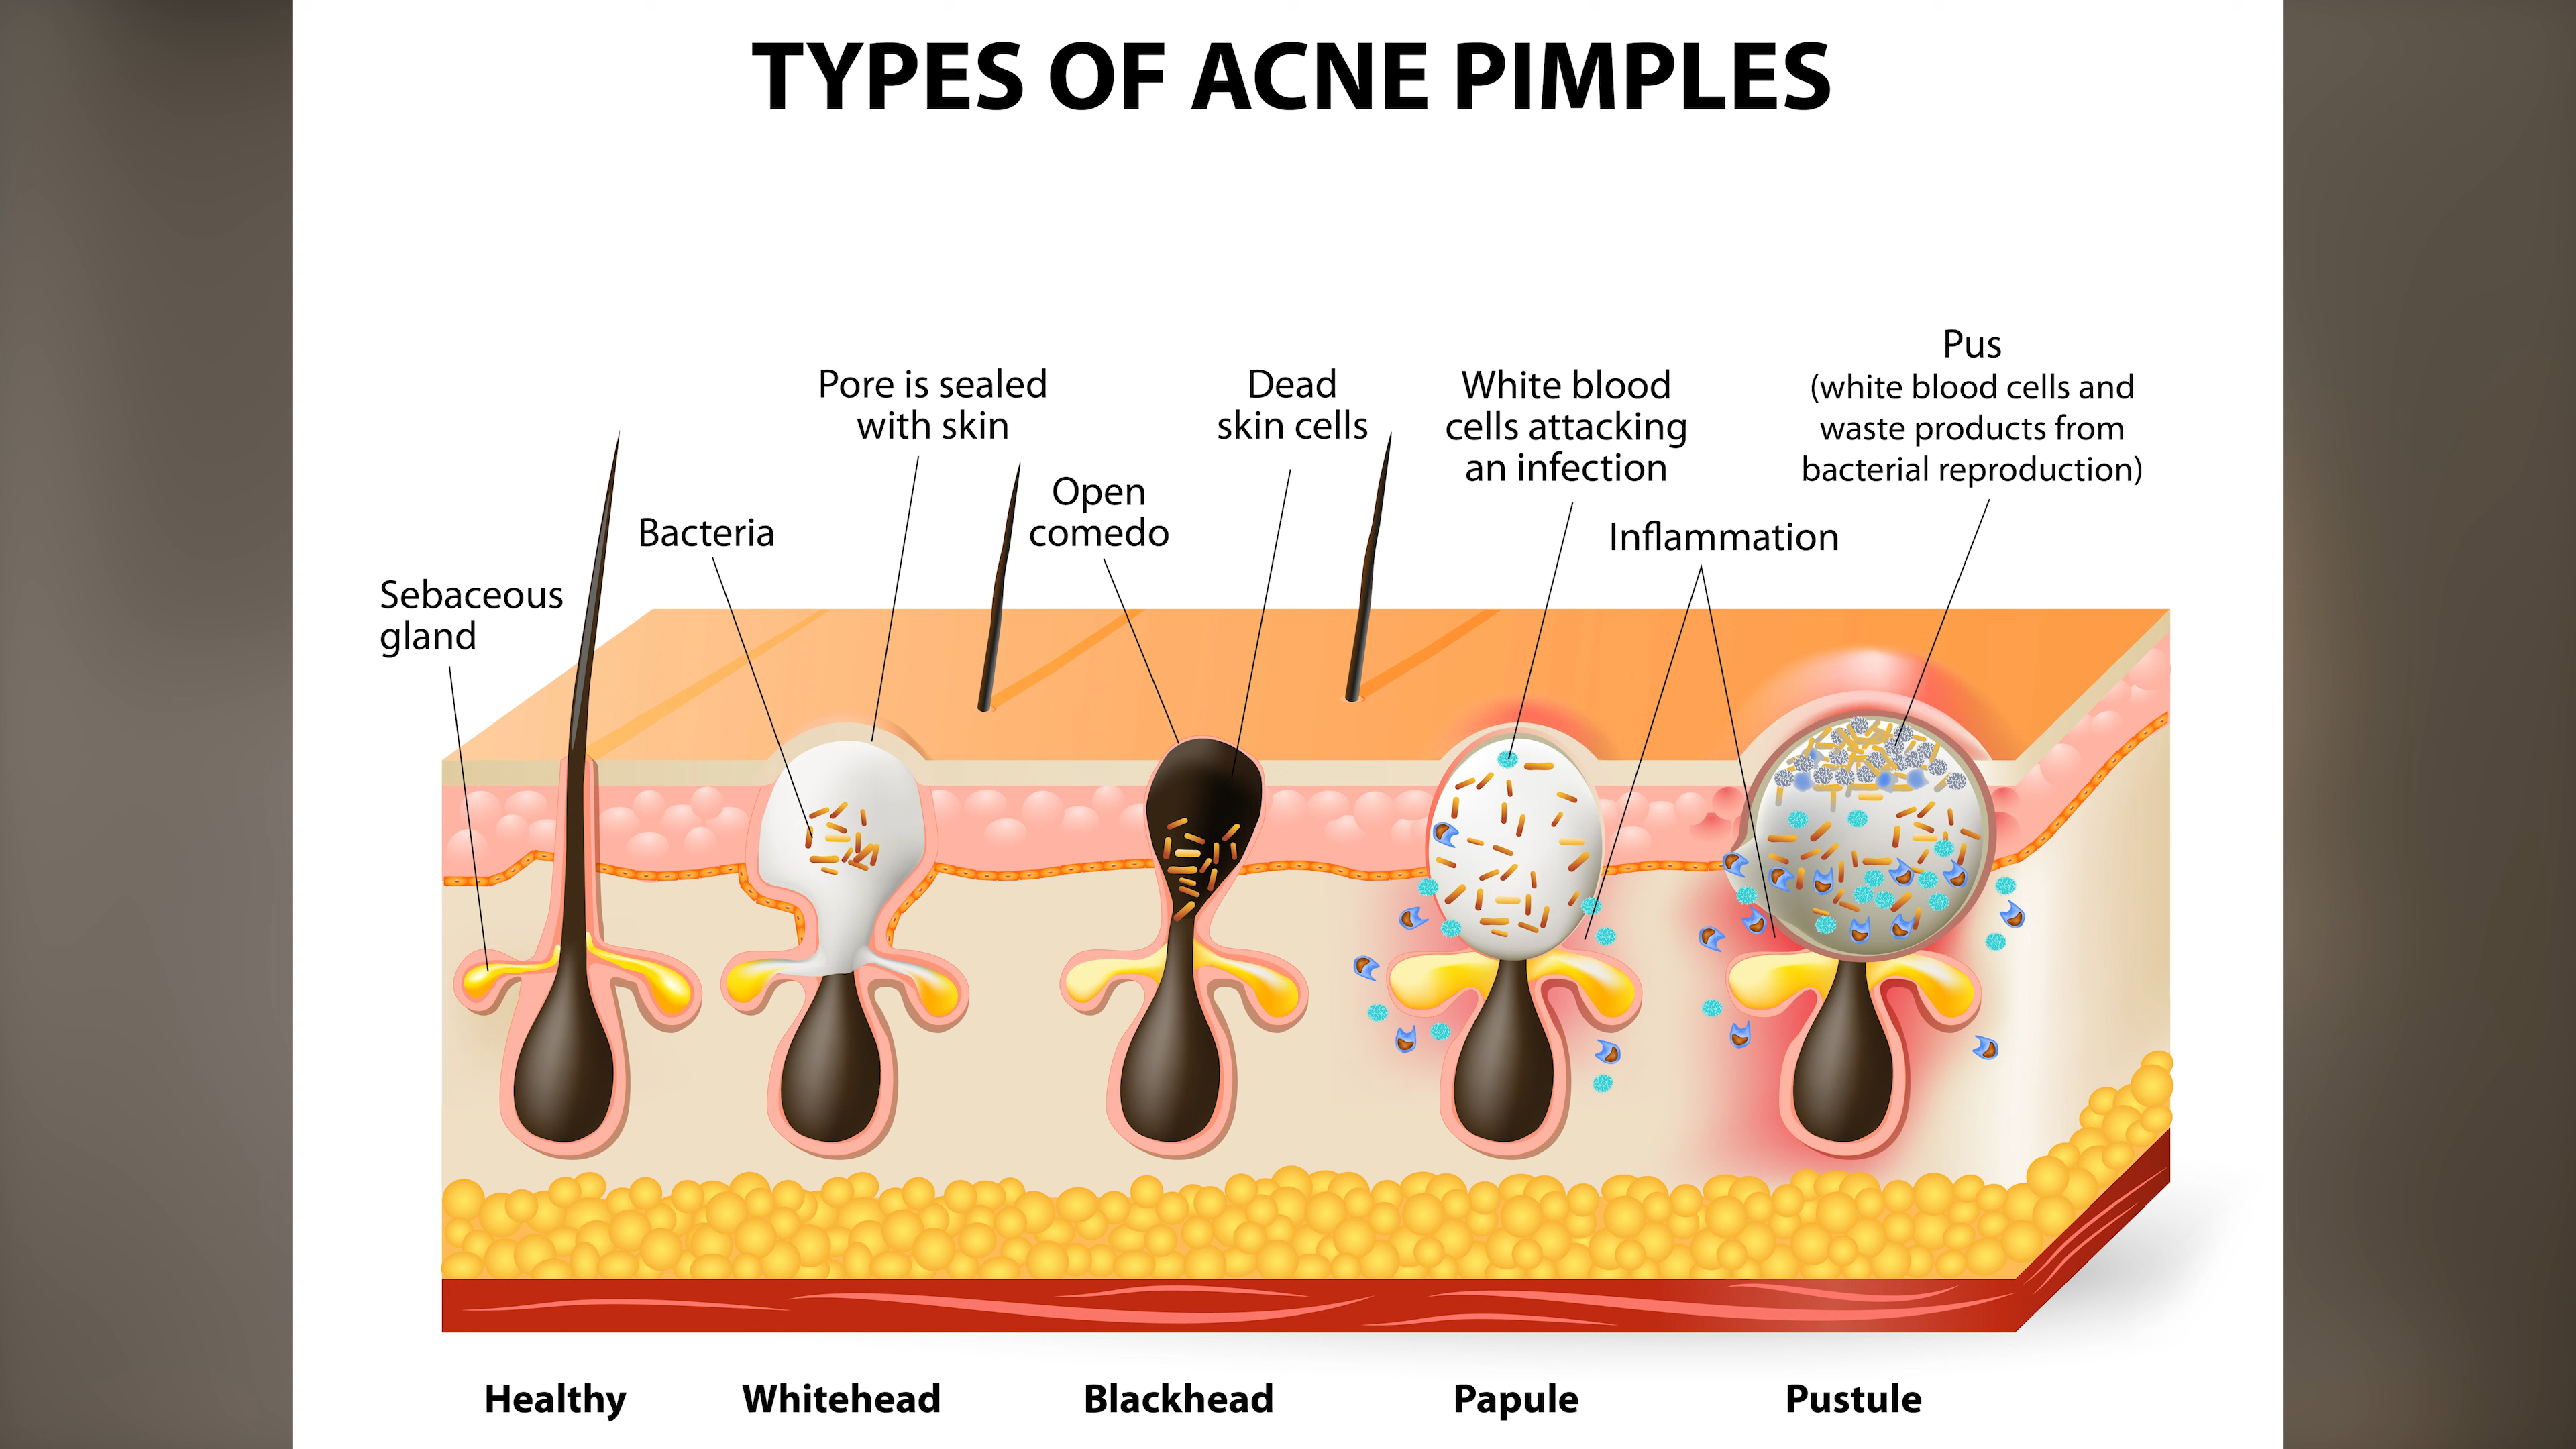 TYPES OF ACNE PIMPLES
Sebaceous
gland
Bacteria
Pore is sealed
with skin
Open
comedo
Dead
skin cells
White blood
cells attacking
an infection
Inflammation
Pus
(white blood cells and
waste products from
bacterial reproduction)
Healthy
Whitehead
Blackhead
Papule
Pustule